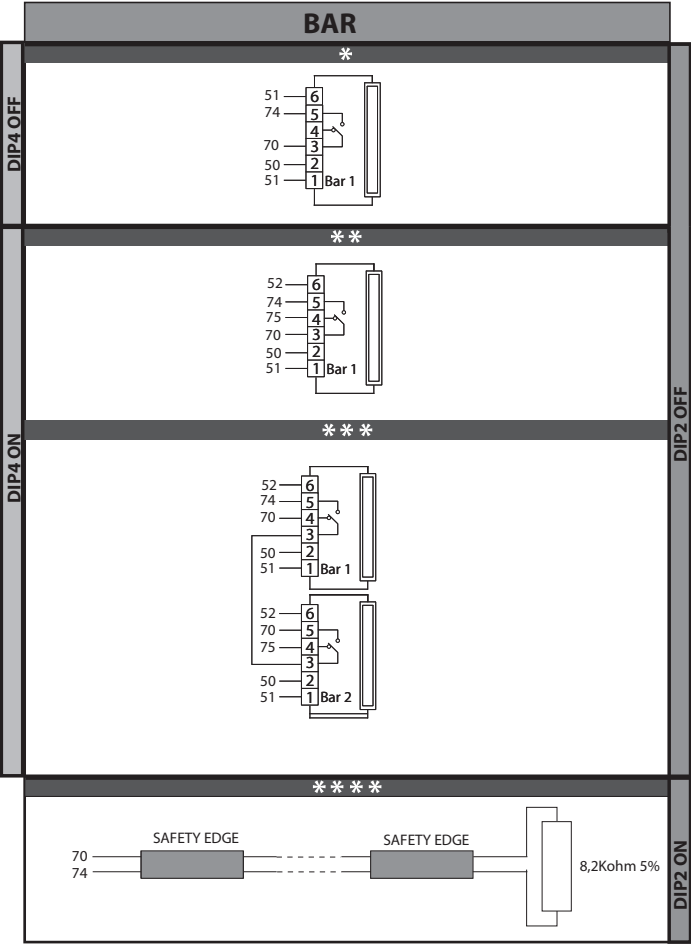 BAR
*
DIP4 OFF
51 6
74 5
4
70 3
50 2
51 1 Bar 1
**
DIP4 ON
DIP2 OFF
52 6
74 5
75 4
70 3
50 2
51 1 Bar 1
***
52 6
74 5
70 4
3
50 2
51 1 Bar 1
52 6
70 5
75 4
3
50 2
51 1 Bar 2
****
DIP2 ON
SAFETY EDGE SAFETY EDGE
70
74
8,2Kohm 5%